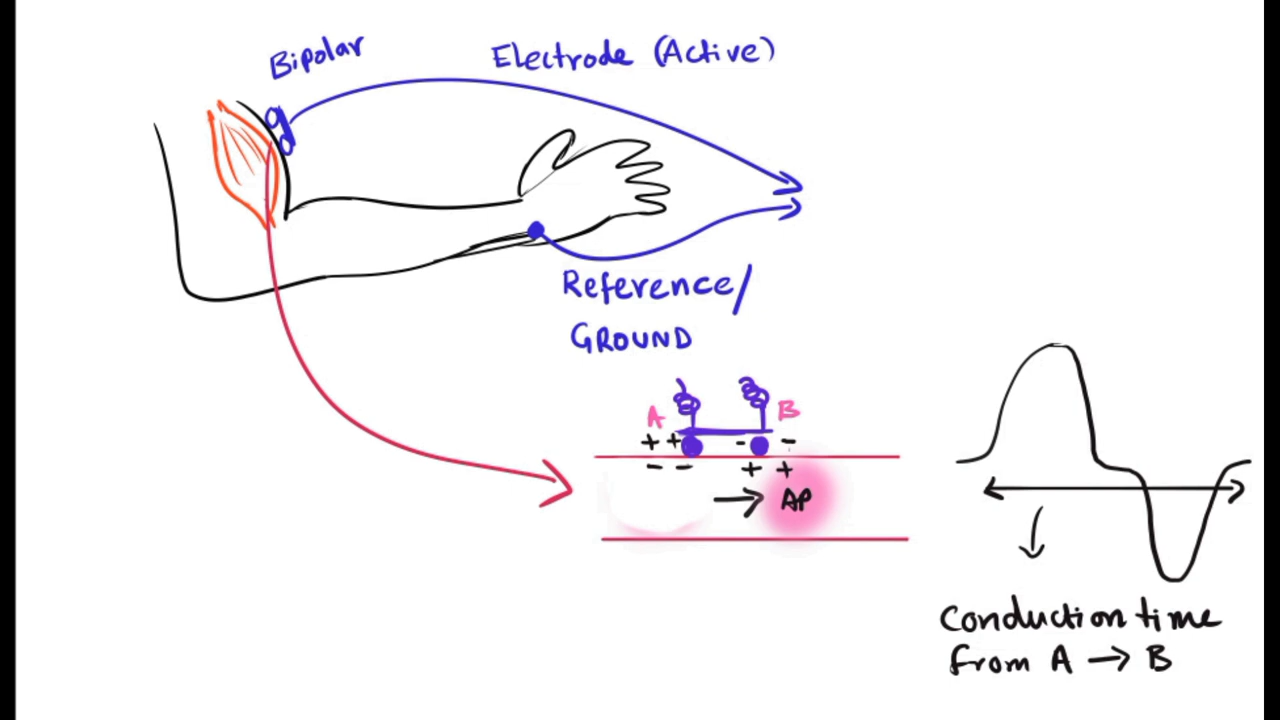 Bipolar Electrode (Active)
Reference/
GROUND
A B
+ + - -
- - + +
→ AP
Conduction time
from A → B